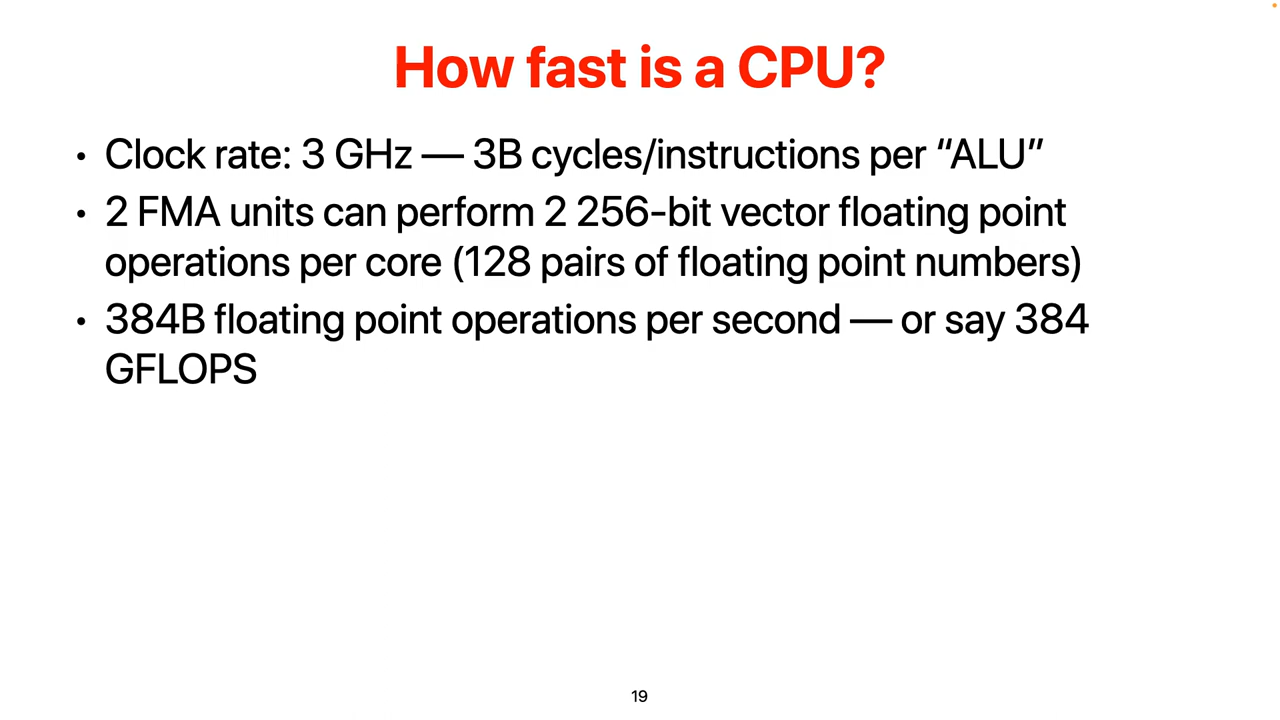 How fast is a CPU?
• Clock rate: 3 GHz — 3B cycles/instructions per “ALU”
• 2 FMA units can perform 2 256-bit vector floating point
operations per core (128 pairs of floating point numbers)
• 384B floating point operations per second — or say 384
GFLOPS
19